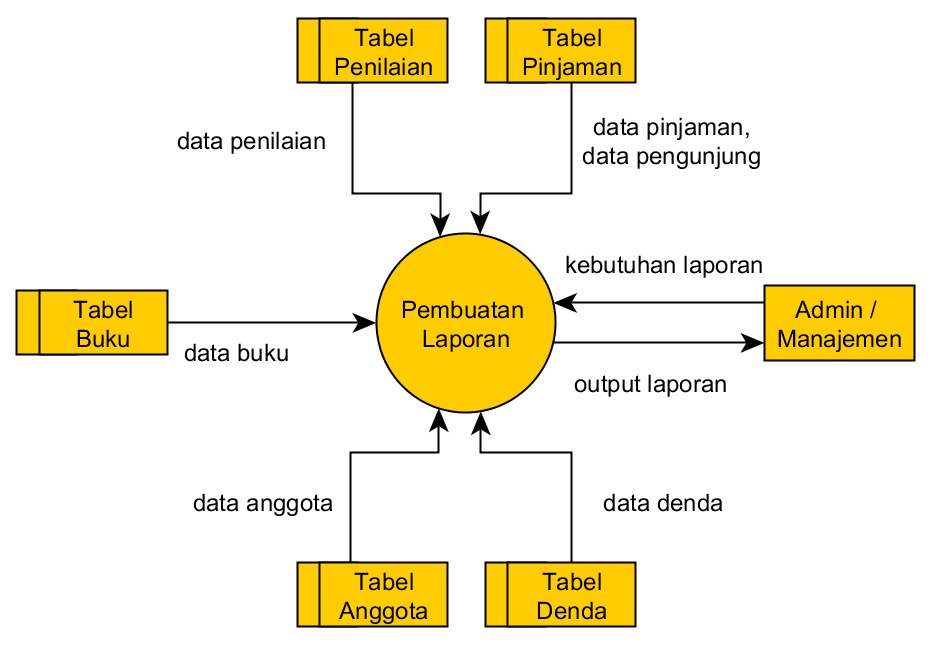 Tabel
Penilaian
Tabel
Pinjaman
data penilaian
data pinjaman,
data pengunjung
kebutuhan laporan
Tabel
Buku
data buku
Pembuatan
Laporan
Admin /
Manajemen
output laporan
data anggota
data denda
Tabel
Anggota
Tabel
Denda